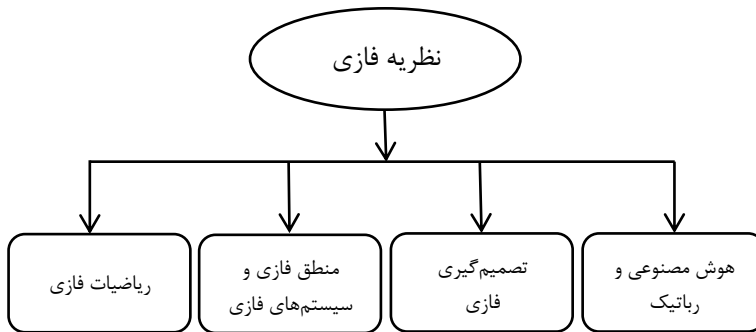 نظریه فازی
هوش مصنوعی و
رباتیک
تصمیم‌گیری
فازی
منطق فازی و
سیستم‌های فازی
ریاضیات فازی